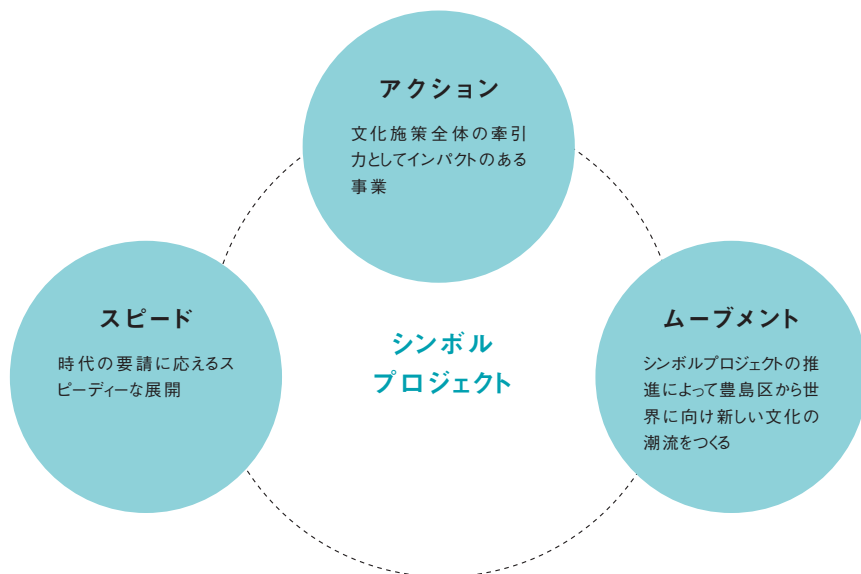 アクション
文化施策全体の牽引
力としてインパクトのある
事業
スピード
時代の要請に応えるス
ピーディーな展開
シンボル
プロジェクト
ムーブメント
シンボルプロジェクトの推
進によって豊島区から世
界に向け新しい文化の
潮流をつくる